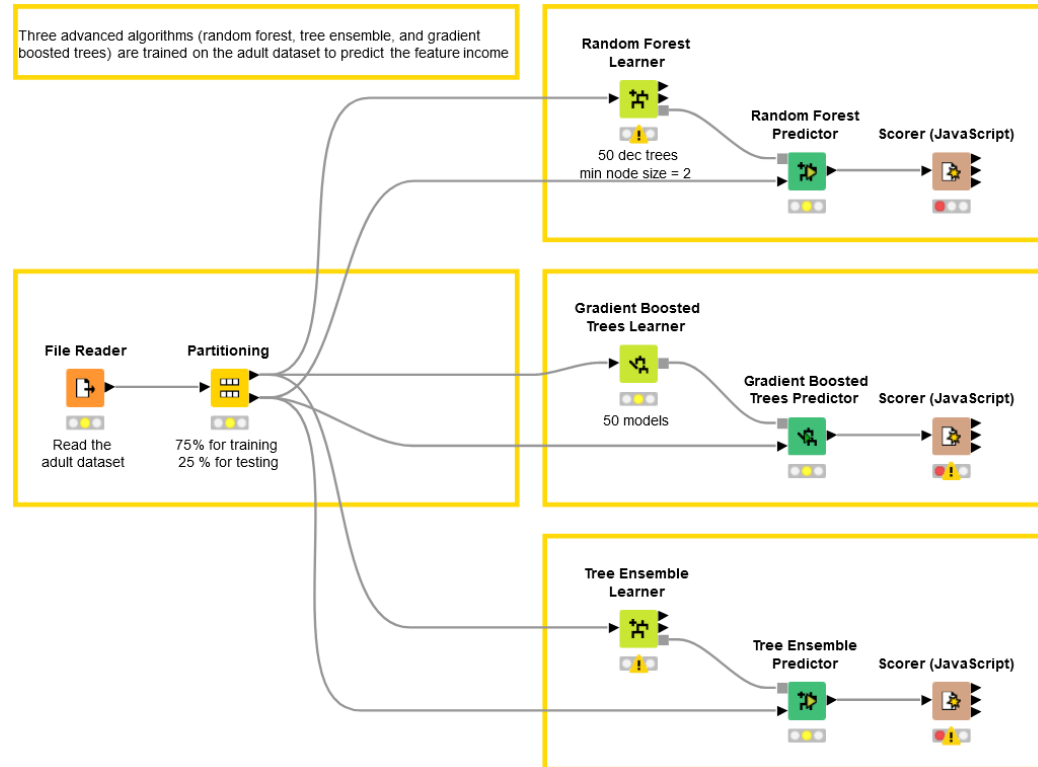 Three advanced algorithms (random forest, tree ensemble, and gradient
boosted trees) are trained on the adult dataset to predict the feature income
Random Forest
Learner
50 dec trees
min node size = 2
Random Forest
Predictor
Scorer (JavaScript)
File Reader
Read the
adult dataset
Partitioning
75% for training
25 % for testing
Gradient Boosted
Trees Learner
50 models
Gradient Boosted
Trees Predictor
Scorer (JavaScript)
Tree Ensemble
Learner
Tree Ensemble
Predictor
Scorer (JavaScript)